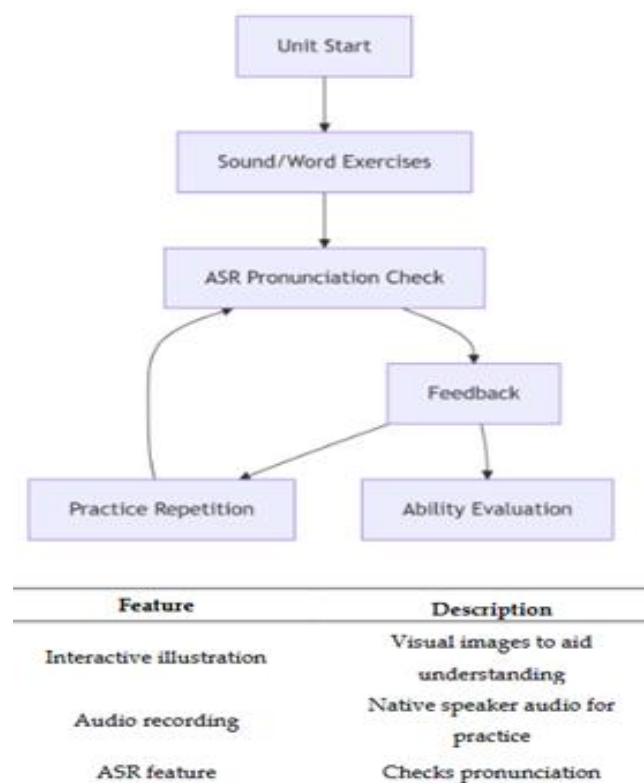 Unit Start
Sound/Word Exercises
ASR Pronunciation Check
Feedback
Practice Repetition
Ability Evaluation
Feature
Description
Interactive illustration
Visual images to aid
understanding
Audio recording
Native speaker audio for
practice
ASR feature
Checks pronunciation